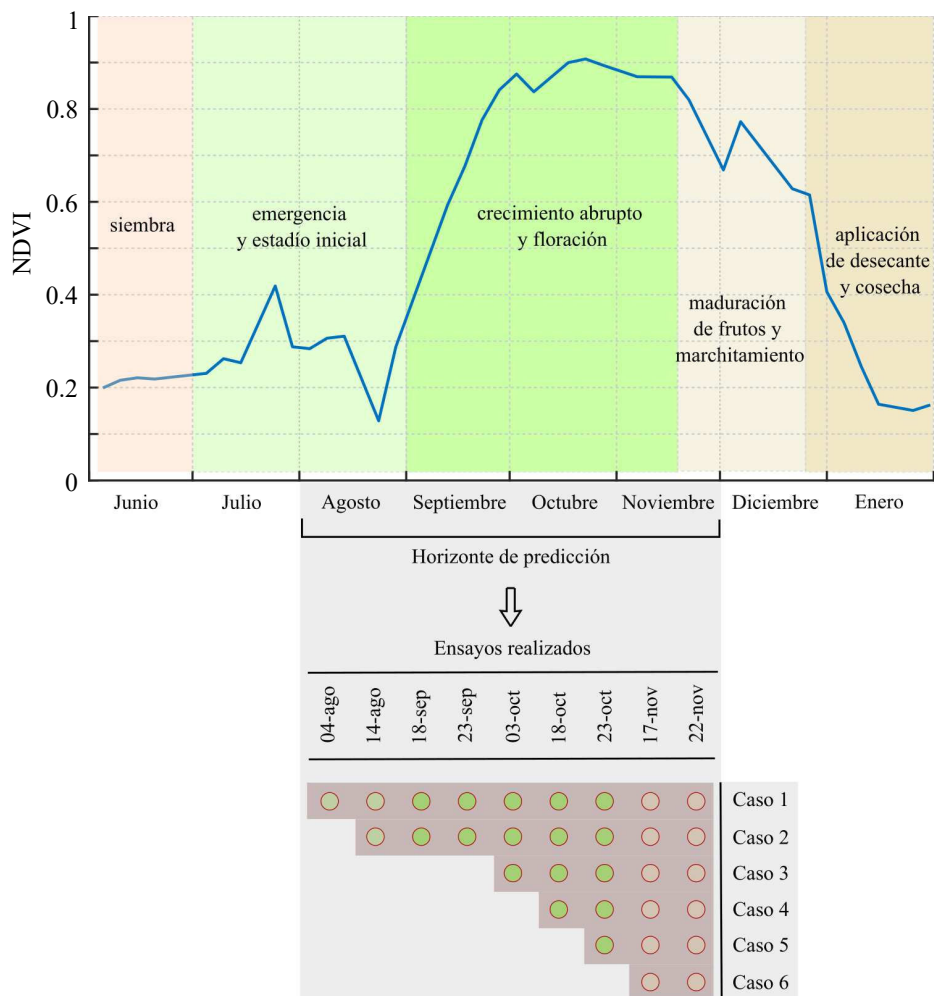 1
0.8
0.6
0.4
0.2
0
NDVI
siembra
emergencia
y estadío inicial
crecimiento abrupto
y floración
maduración
de frutos y
marchitamiento
aplicación
de desecante
y cosecha
Junio Julio Agosto Septiembre Octubre Noviembre Diciembre Enero
Horizonte de predicción
Ensayos realizados
04-ago 14-ago 18-sep 23-sep 03-oct 18-oct 23-oct 17-nov 22-nov
Caso 1
Caso 2
Caso 3
Caso 4
Caso 5
Caso 6